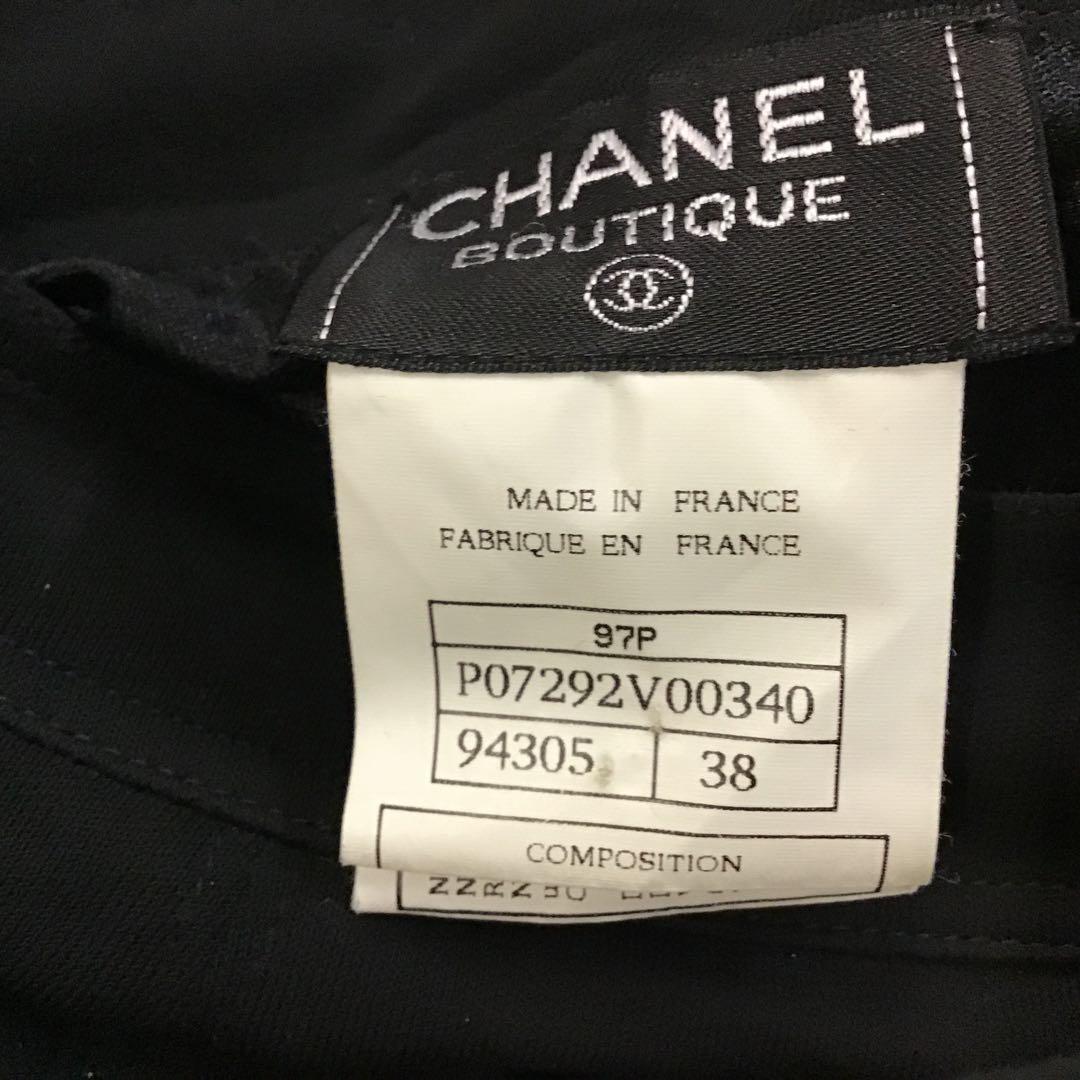 CHANEL
BOUTIQUE
MADE IN FRANCE
FABRIQUE EN FRANCE
97P
P07292V00340
94305 38
COMPOSITION